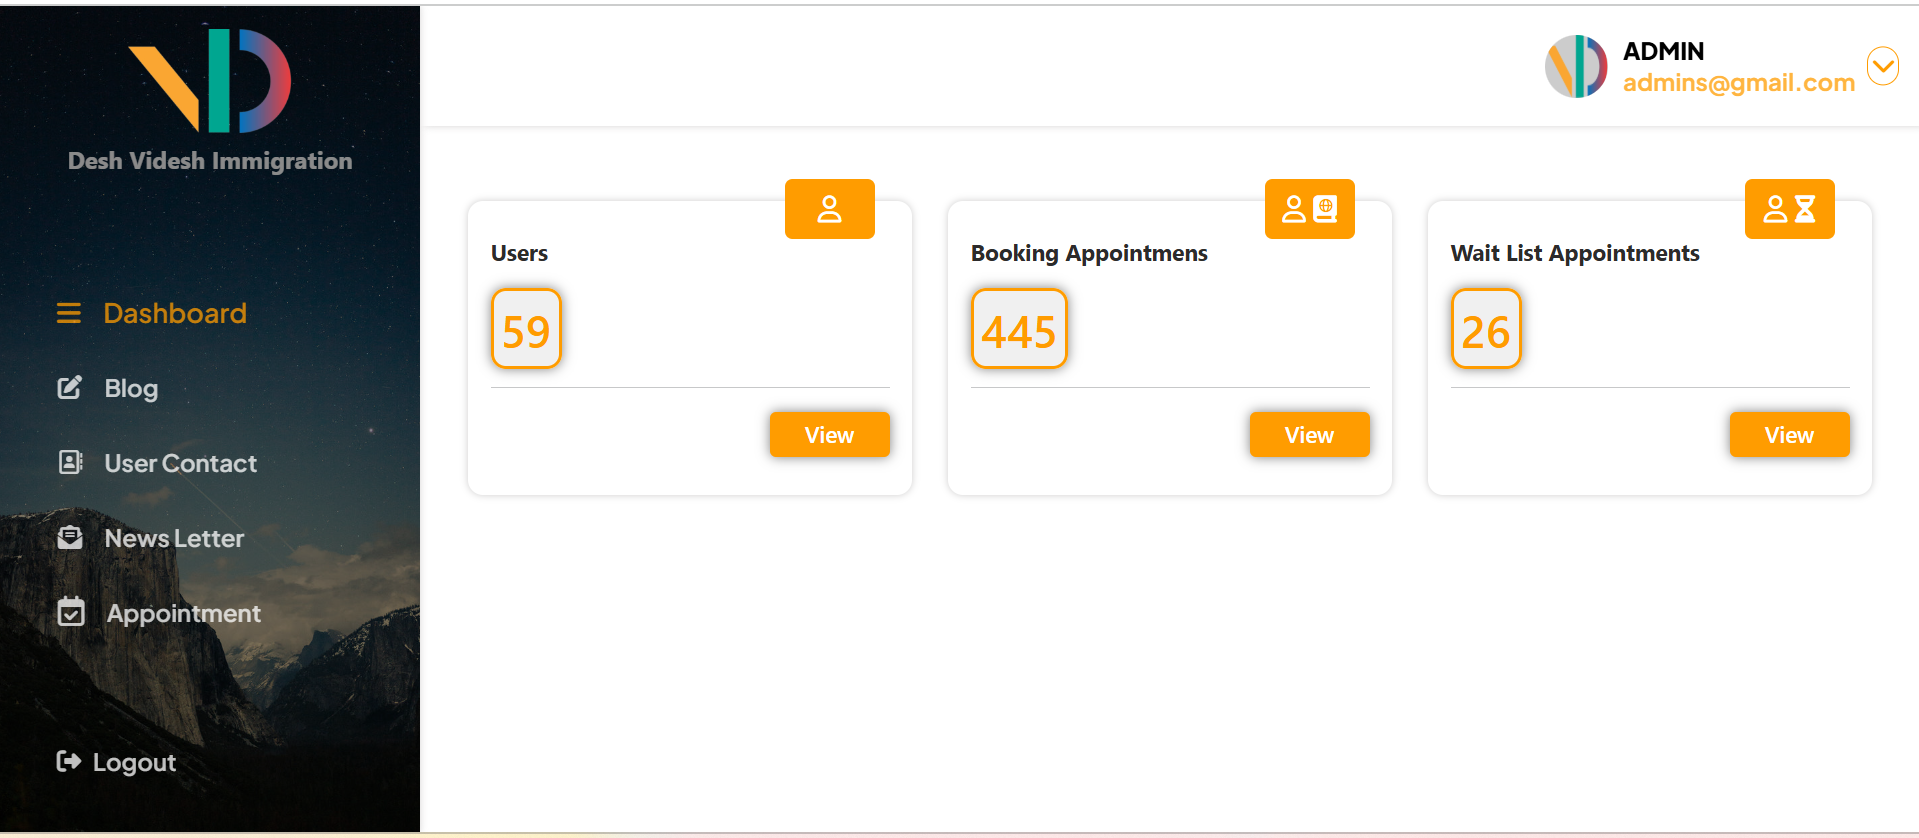 Desh Videsh Immigration
Dashboard
Blog
User Contact
News Letter
Appointment
Logout
ADMIN
admins@gmail.com
Users
59
View
Booking Appointmens
445
View
Wait List Appointments
26
View